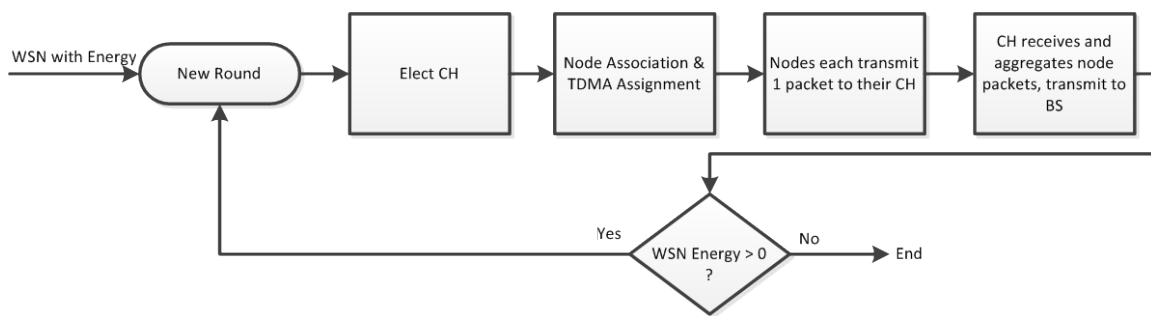 WSN with Energy
New Round
Elect CH
Node Association &
TDMA Assignment
Nodes each transmit
1 packet to their CH
CH receives and
aggregates node
packets, transmit to
BS
Yes
WSN Energy > 0
?
No
End